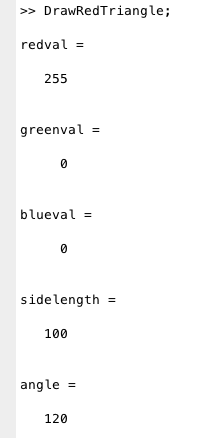 >> DrawRedTriangle;
redval =
255
greenval =
0
blueval =
0
sidelength =
100
angle =
120